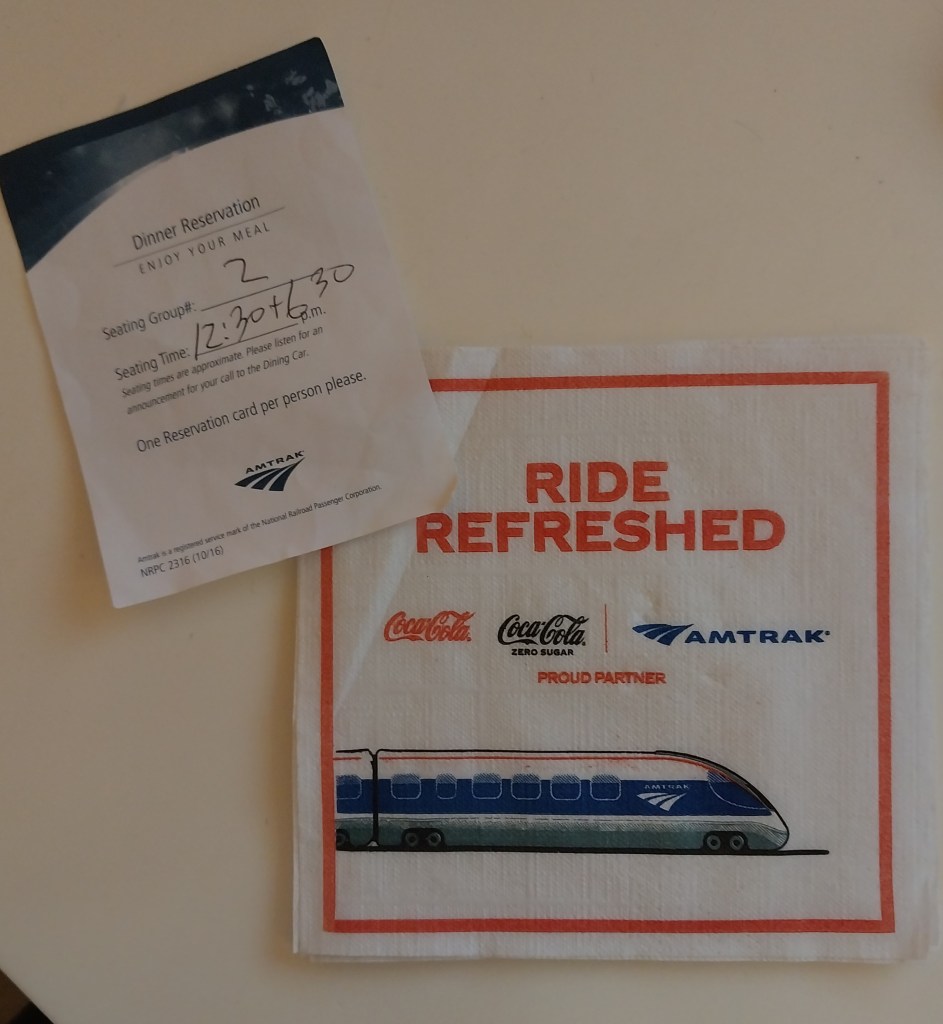 Dinner Reservation
ENJOY YOUR MEAL
Seating Group#: 2
Seating Time: 12:30+6:30 p.m.
Seating times are approximate. Please listen for an
announcement for your call to the Dining Car.
One Reservation card per person please.
AMTRAK
Amtrak is a registered service mark of the National Railroad Passenger Corporation.
NRPC 2316 (10/16)
RIDE
REFRESHED
Coca-Cola Coca-Cola AMTRAK
ZERO SUGAR
PROUD PARTNER
AMTRAK